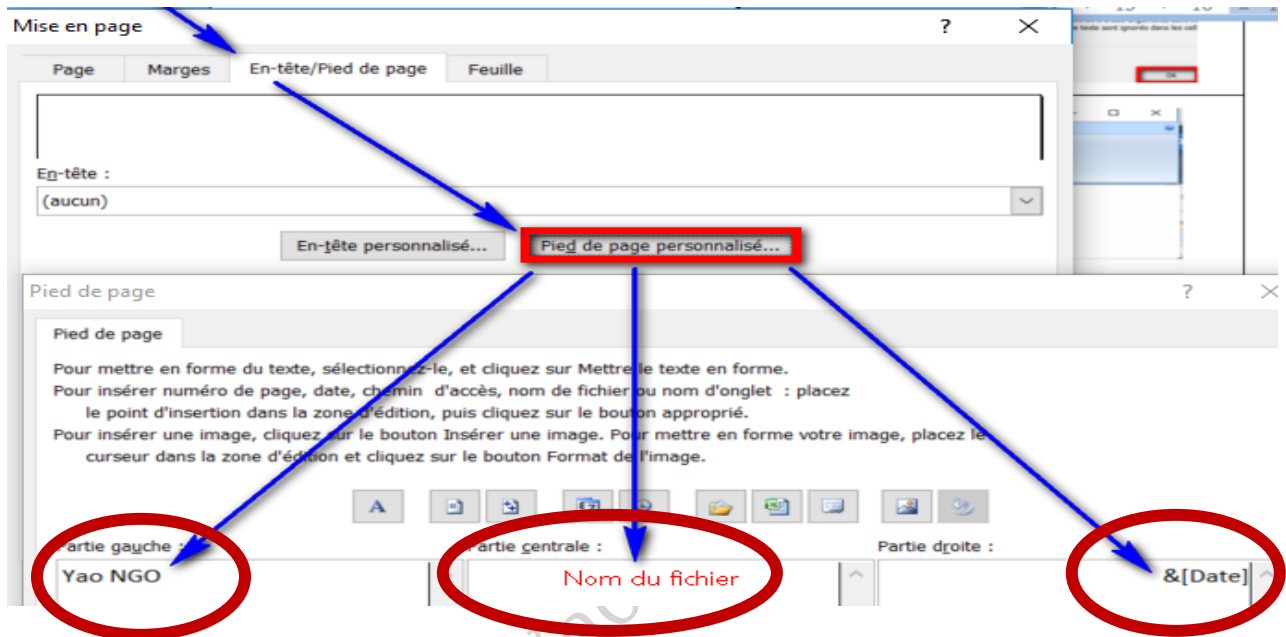 Mise en page
Page Marges En-tête/Pied de page Feuille
En-tête :
(aucun)
En-tête personnalisé... Pied de page personnalisé...
Pied de page
Pied de page
Pour mettre en forme du texte, sélectionnez-le, et cliquez sur Mettre le texte en forme.
Pour insérer numéro de page, date, chemin d'accès, nom de fichier ou nom d'onglet : placez
le point d'insertion dans la zone d'édition, puis cliquez sur le bouton approprié.
Pour insérer une image, cliquez sur le bouton Insérer une image. Pour mettre en forme votre image, placez le
curseur dans la zone d'édition et cliquez sur le bouton Format de l'image.
A
Partie gauche : Partie centrale : Partie droite :
Yao NGO Nom du fichier &[Date]